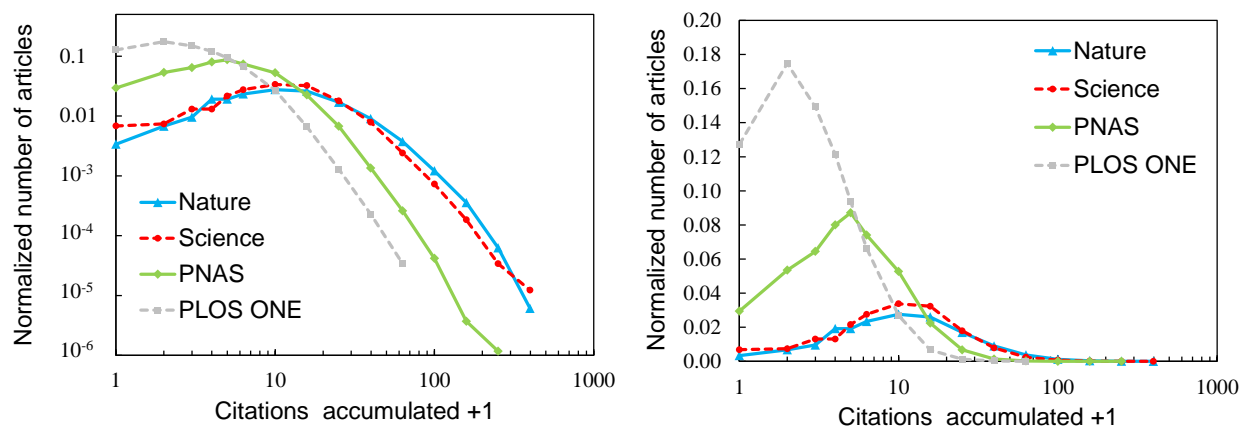 Normalized number of articles
0.1
0.01
10-3
10-4
10-5
10-6
Nature
Science
PNAS
PLOS ONE
1
10
100
1000
Citations accumulated +1
Normalized number of articles
0.20
0.18
0.16
0.14
0.12
0.10
0.08
0.06
0.04
0.02
0.00
Nature
Science
PNAS
PLOS ONE
1
10
100
1000
Citations accumulated +1